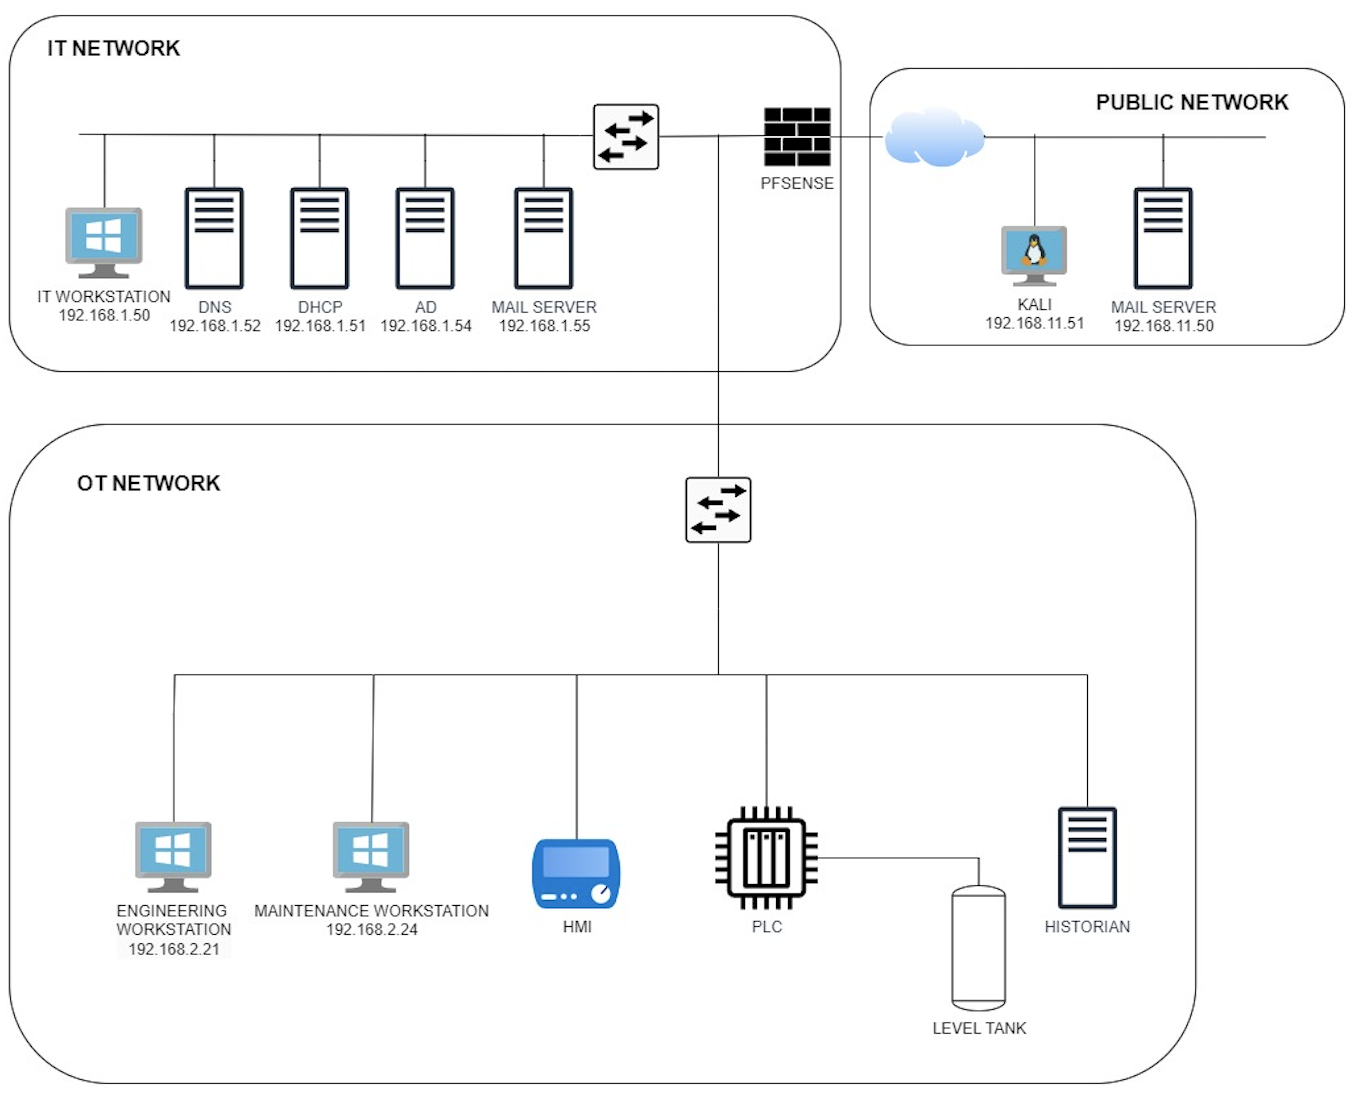 IT NETWORK
PUBLIC NETWORK
PFSENSE
IT WORKSTATION
192.168.1.50
DNS
192.168.1.52
DHCP
192.168.1.51
AD
192.168.1.54
MAIL SERVER
192.168.1.55
KALI
192.168.11.51
MAIL SERVER
192.168.11.50
OT NETWORK
ENGINEERING
WORKSTATION
192.168.2.21
MAINTENANCE WORKSTATION
192.168.2.24
HMI
PLC
HISTORIAN
LEVEL TANK